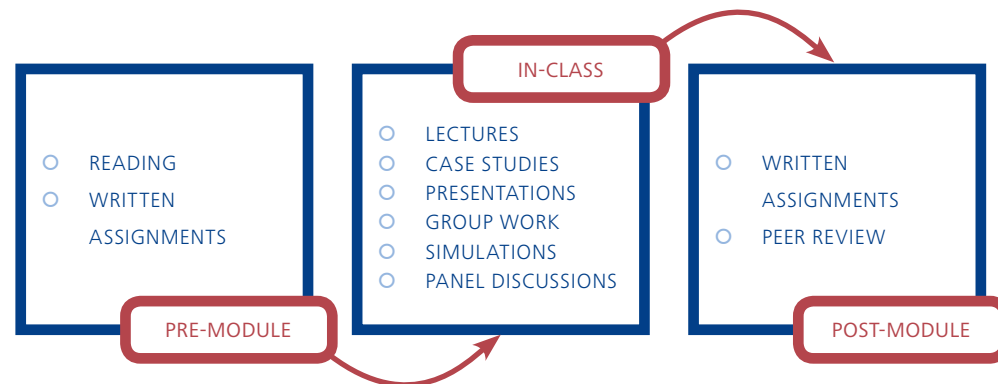 READING
WRITTEN
ASSIGNMENTS
PRE-MODULE
IN-CLASS
LECTURES
CASE STUDIES
PRESENTATIONS
GROUP WORK
SIMULATIONS
PANEL DISCUSSIONS
WRITTEN
ASSIGNMENTS
PEER REVIEW
POST-MODULE